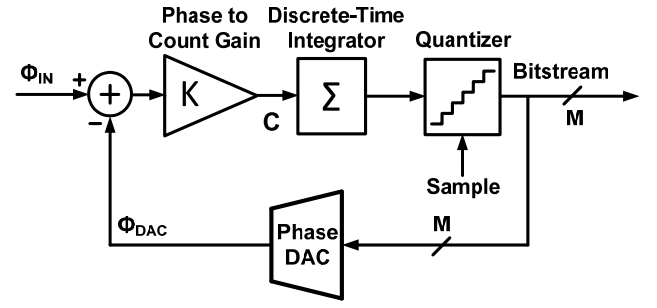 Phase to
Count Gain
Discrete-Time
Integrator
Quantizer
Φ_IN
+
+
−
K
C
Σ
Bitstream
M
Sample
Φ_DAC
Phase
DAC
M